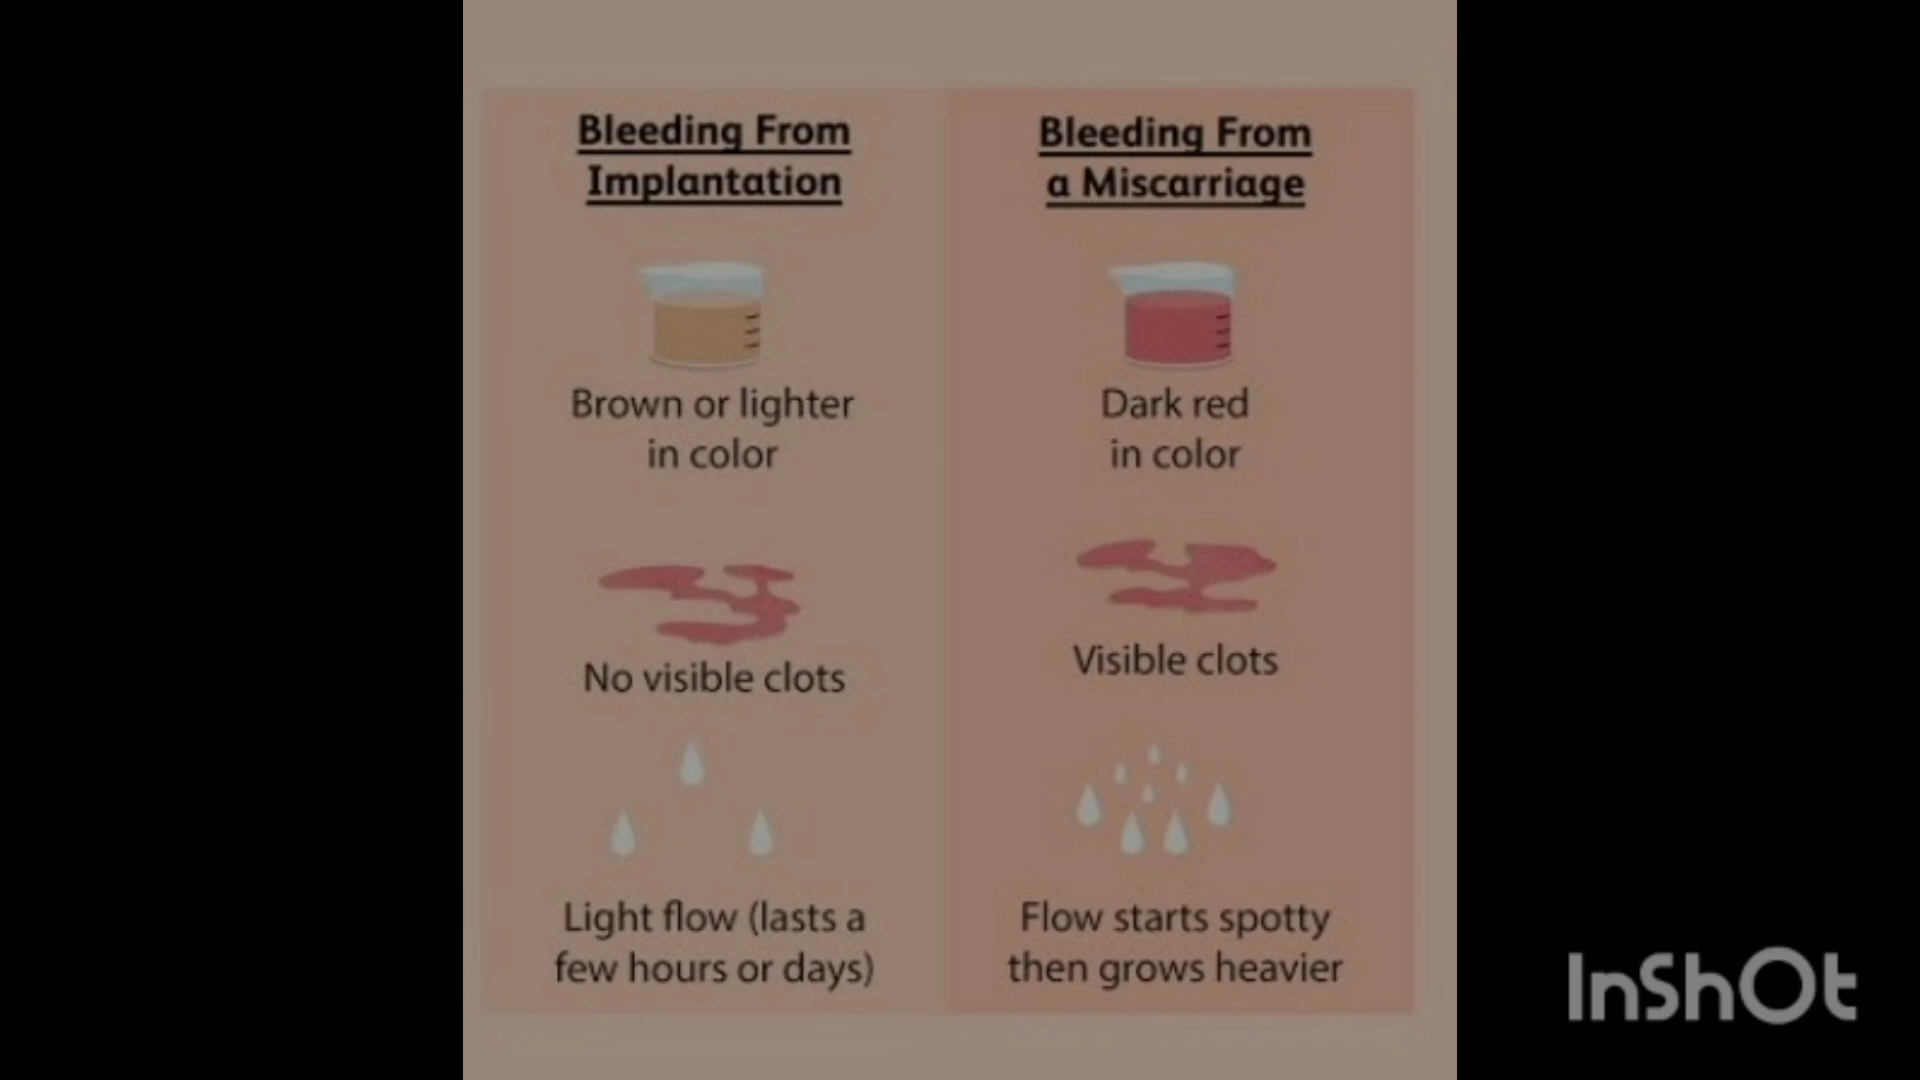 Bleeding From
Implantation
Brown or lighter
in color
No visible clots
Light flow (lasts a
few hours or days)
Bleeding From
a Miscarriage
Dark red
in color
Visible clots
Flow starts spotty
then grows heavier
InShOt